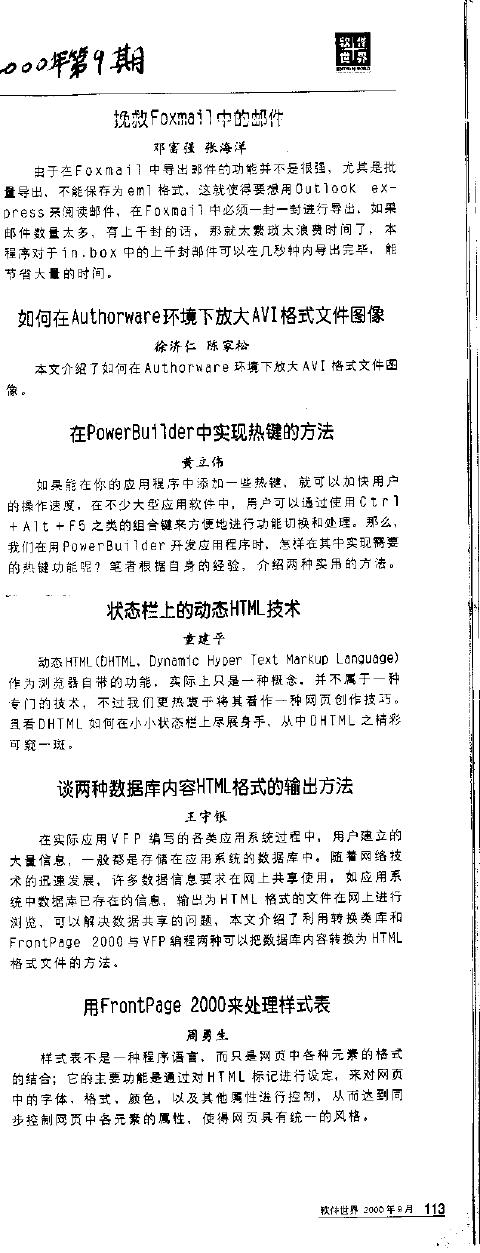 2000年第9期
软件
世界
挽救Foxmail中的邮件
邓富强 张海洋
由于在Foxmail 中导出邮件的功能并不是很强，尤其是批
量导出，不能保存为eml格式，这就使得要想用Outlook ex-
press来阅读邮件，在Foxmail中必须一封一封进行导出，如果
邮件数量太多，有上千封的话，那就太繁琐太浪费时间了，本
程序对于in.box 中的上千封邮件可以在几秒钟内导出完毕，能
节省大量的时间。
如何在Authorware环境下放大AVI格式文件图像
徐济仁 陈家松
本文介绍了如何在Authorware 环境下放大AVI 格式文件图
像。
在PowerBuilder中实现热键的方法
黄立伟
如果能在你的应用程序中添加一些热键，就可以加快用户
的操作速度，在不少大型应用软件中，用户可以通过使用Ctrl
+Alt+F5 之类的组合键来方便地进行功能切换和处理。那么，
我们在用PowerBuilder 开发应用程序时，怎样在其中实现需要
的热键功能呢？笔者根据自身的经验，介绍两种实用的方法。
状态栏上的动态HTML技术
童建平
动态HTML(DHTML，Dynamic Hyper Text Markup Language)
作为浏览器自带的功能，实际上只是一种概念，并不属于一种
专门的技术，不过我们更热衷于将其看作一种网页创作技巧。
且看DHTML 如何在小小状态栏上尽展身手，从中DHTML 之精彩
可窥一斑。
谈两种数据库内容HTML格式的输出方法
王宇银
在实际应用VFP 编写的各类应用系统过程中，用户建立的
大量信息，一般都是存储在应用系统的数据库中。随着网络技
术的迅速发展，许多数据信息要求在网上共享使用，如应用系
统中数据库已存在的信息，输出为HTML 格式的文件在网上进行
浏览，可以解决数据共享的问题，本文介绍了利用转换类库和
FrontPage 2000与VFP编程两种可以把数据库内容转换为HTML
格式文件的方法。
用FrontPage 2000来处理样式表
周勇生
样式表不是一种程序语言，而只是网页中各种元素的格式
的结合；它的主要功能是通过对HTML 标记进行设定，来对网页
中的字体、格式、颜色，以及其他属性进行控制，从而达到同
步控制网页中各元素的属性，使得网页具有统一的风格。
软件世界 2000年9月 113